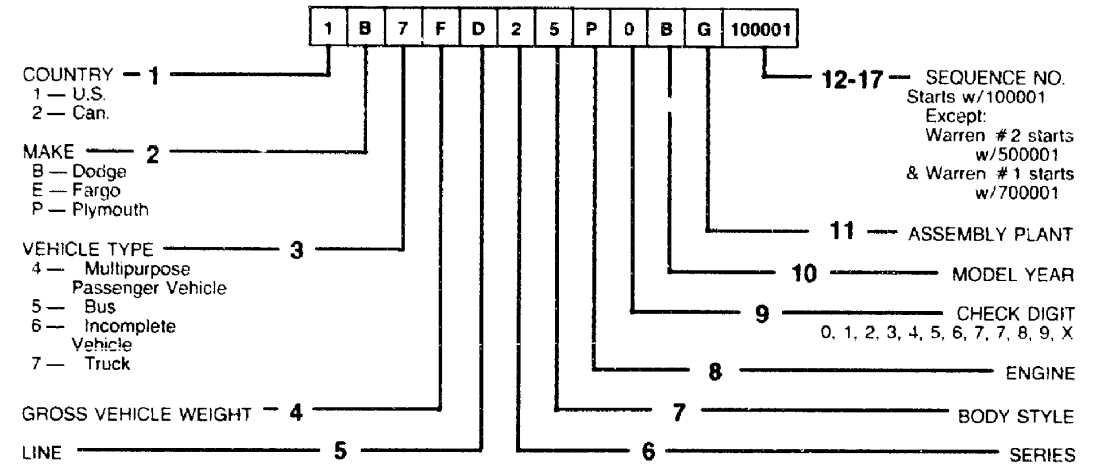 1 B 7 F D 2 5 P 0 B G 100001
COUNTRY — 1
1 — U.S.
2 — Can.
MAKE — 2
B — Dodge
E — Fargo
P — Plymouth
VEHICLE TYPE — 3
4 — Multipurpose
Passenger Vehicle
5 — Bus
6 — Incomplete
Vehicle
7 — Truck
GROSS VEHICLE WEIGHT — 4
LINE — 5
12-17 — SEQUENCE NO.
Starts w/100001
Except:
Warren #2 starts
w/500001
& Warren #1 starts
w/700001
11 — ASSEMBLY PLANT
10 — MODEL YEAR
9 — CHECK DIGIT
0, 1, 2, 3, 4, 5, 6, 7, 7, 8, 9, X
8 — ENGINE
7 — BODY STYLE
6 — SERIES